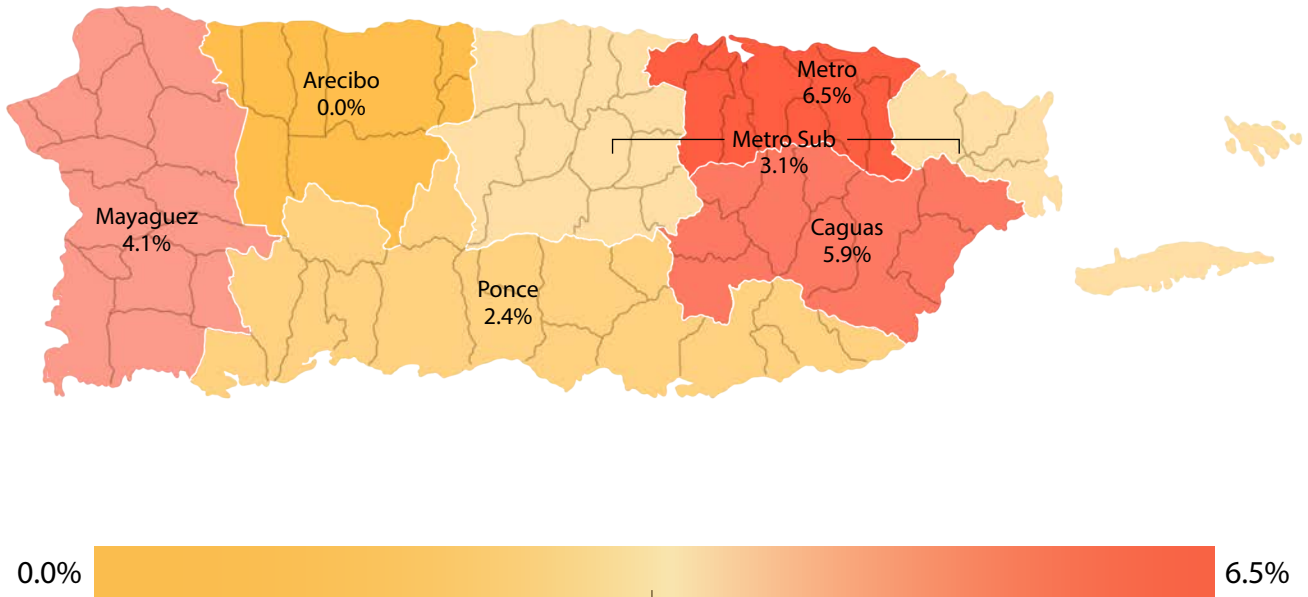 Arecibo
0.0%
Metro
6.5%
Metro Sub
3.1%
Mayaguez
4.1%
Caguas
5.9%
Ponce
2.4%
0.0%
6.5%